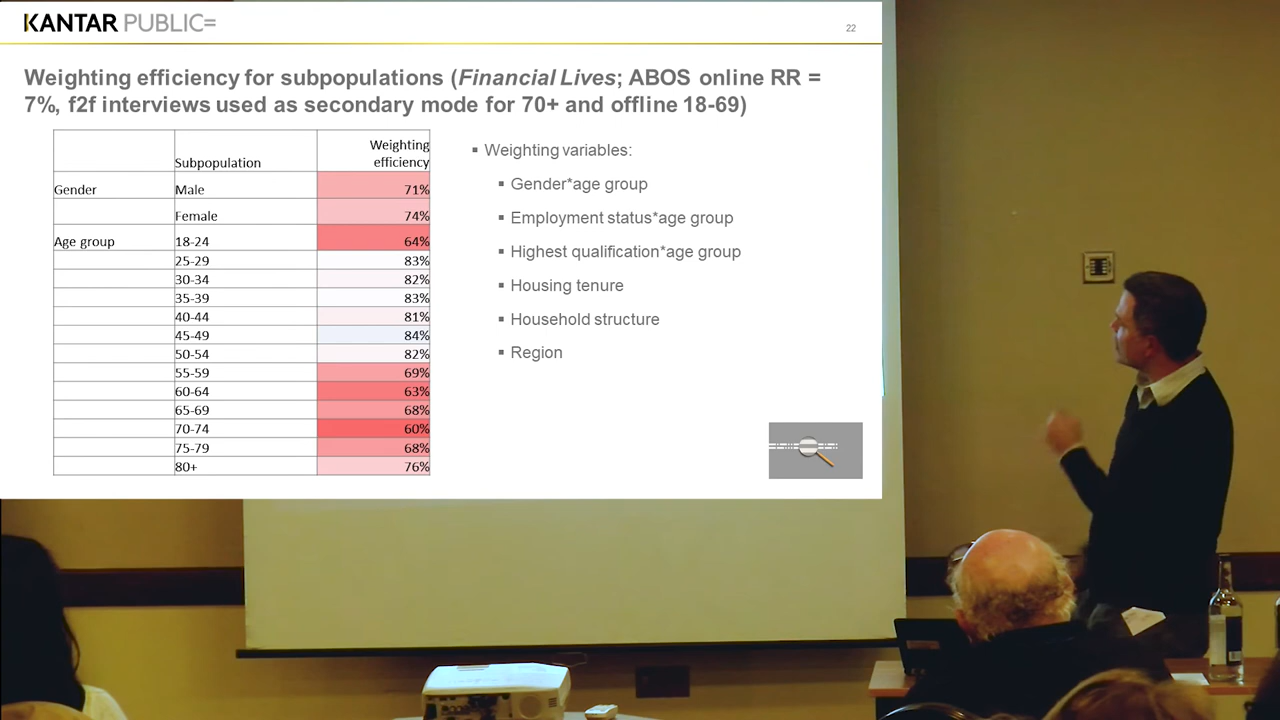 KANTAR PUBLIC=
22
Weighting efficiency for subpopulations (Financial Lives; ABOS online RR =
7%, f2f interviews used as secondary mode for 70+ and offline 18-69)
Subpopulation Weighting efficiency
Gender Male 71%
Female 74%
Age group 18-24 64%
25-29 83%
30-34 82%
35-39 83%
40-44 81%
45-49 84%
50-54 82%
55-59 69%
60-64 63%
65-69 68%
70-74 60%
75-79 68%
80+ 76%
▪ Weighting variables:
▪ Gender*age group
▪ Employment status*age group
▪ Highest qualification*age group
▪ Housing tenure
▪ Household structure
▪ Region